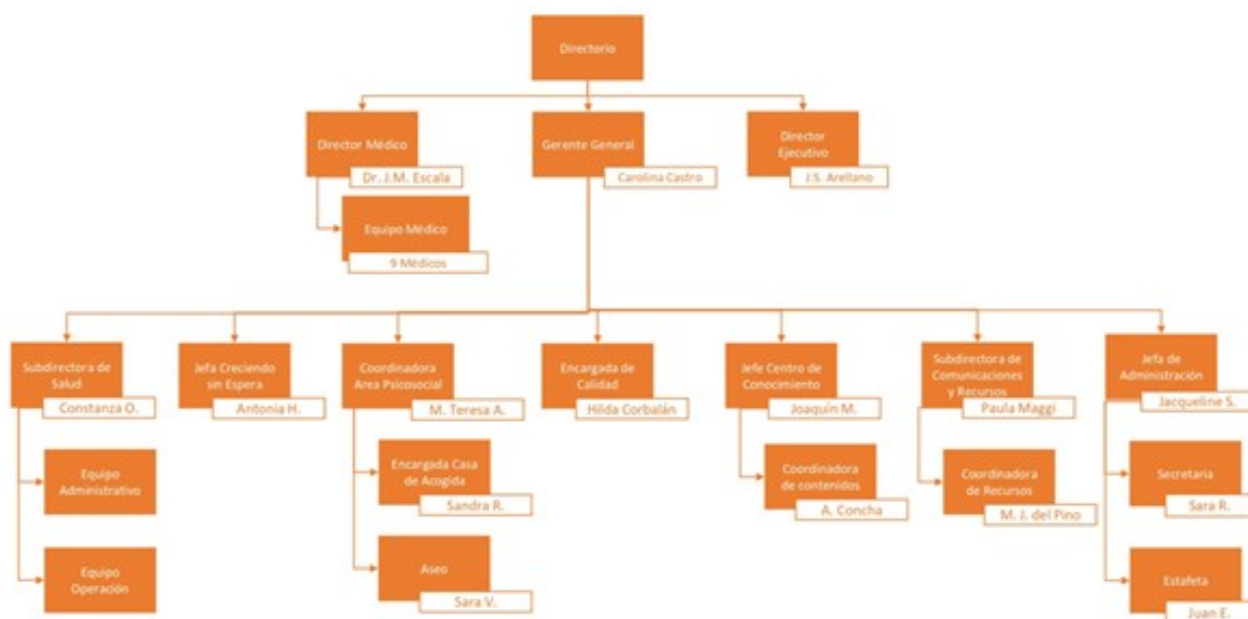 Directorio
Director Médico
Dr. J.M. Escala
Gerente General
Carolina Castro
Director
Ejecutivo
J.S. Arellano
Equipo Médico
9 Médicos
Subdirectora de
Salud
Constanza O.
Jefa Creciendo
sin Espera
Antonia H.
Coordinadora
Area Psicosocial
M. Teresa A.
Encargada de
Calidad
Hilda Corbalán
Jefe Centro de
Conocimiento
Joaquín M.
Subdirectora de
Comunicaciones
y Recursos
Paula Maggi
Jefa de
Administración
Jacqueline S.
Equipo
Administrativo
Encargada Casa
de Acogida
Sandra R.
Coordinadora
de contenidos
A. Concha
Coordinadora
de Recursos
M. J. del Pino
Secretaria
Sara R.
Equipo
Operación
Aseo
Sara V.
Estafeta
Juan E.